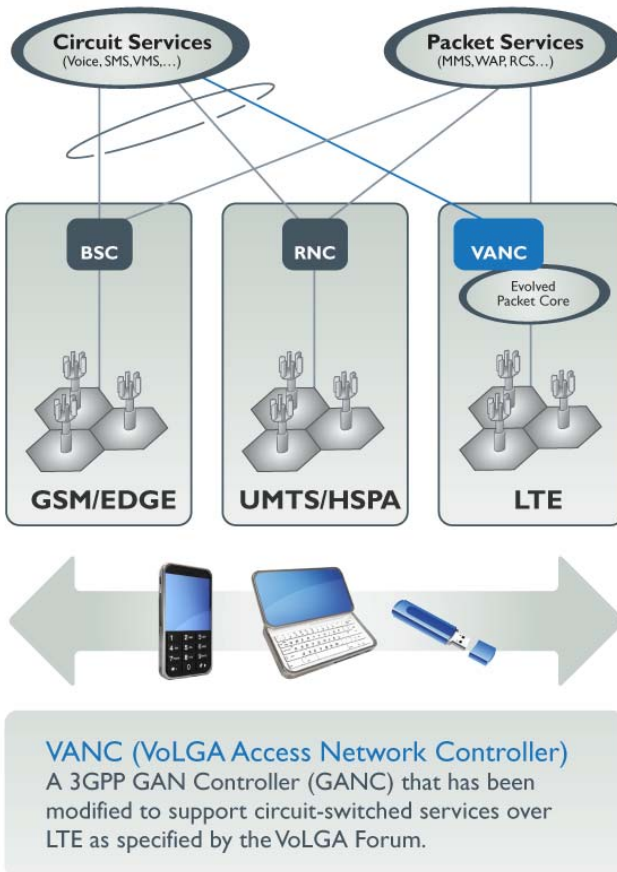 Circuit Services
(Voice, SMS, VMS,...)
Packet Services
(MMS, WAP, RCS...)
BSC
RNC
VANC
Evolved
Packet Core
GSM/EDGE
UMTS/HSPA
LTE
VANC (VoLGA Access Network Controller)
A 3GPP GAN Controller (GANC) that has been
modified to support circuit-switched services over
LTE as specified by the VoLGA Forum.